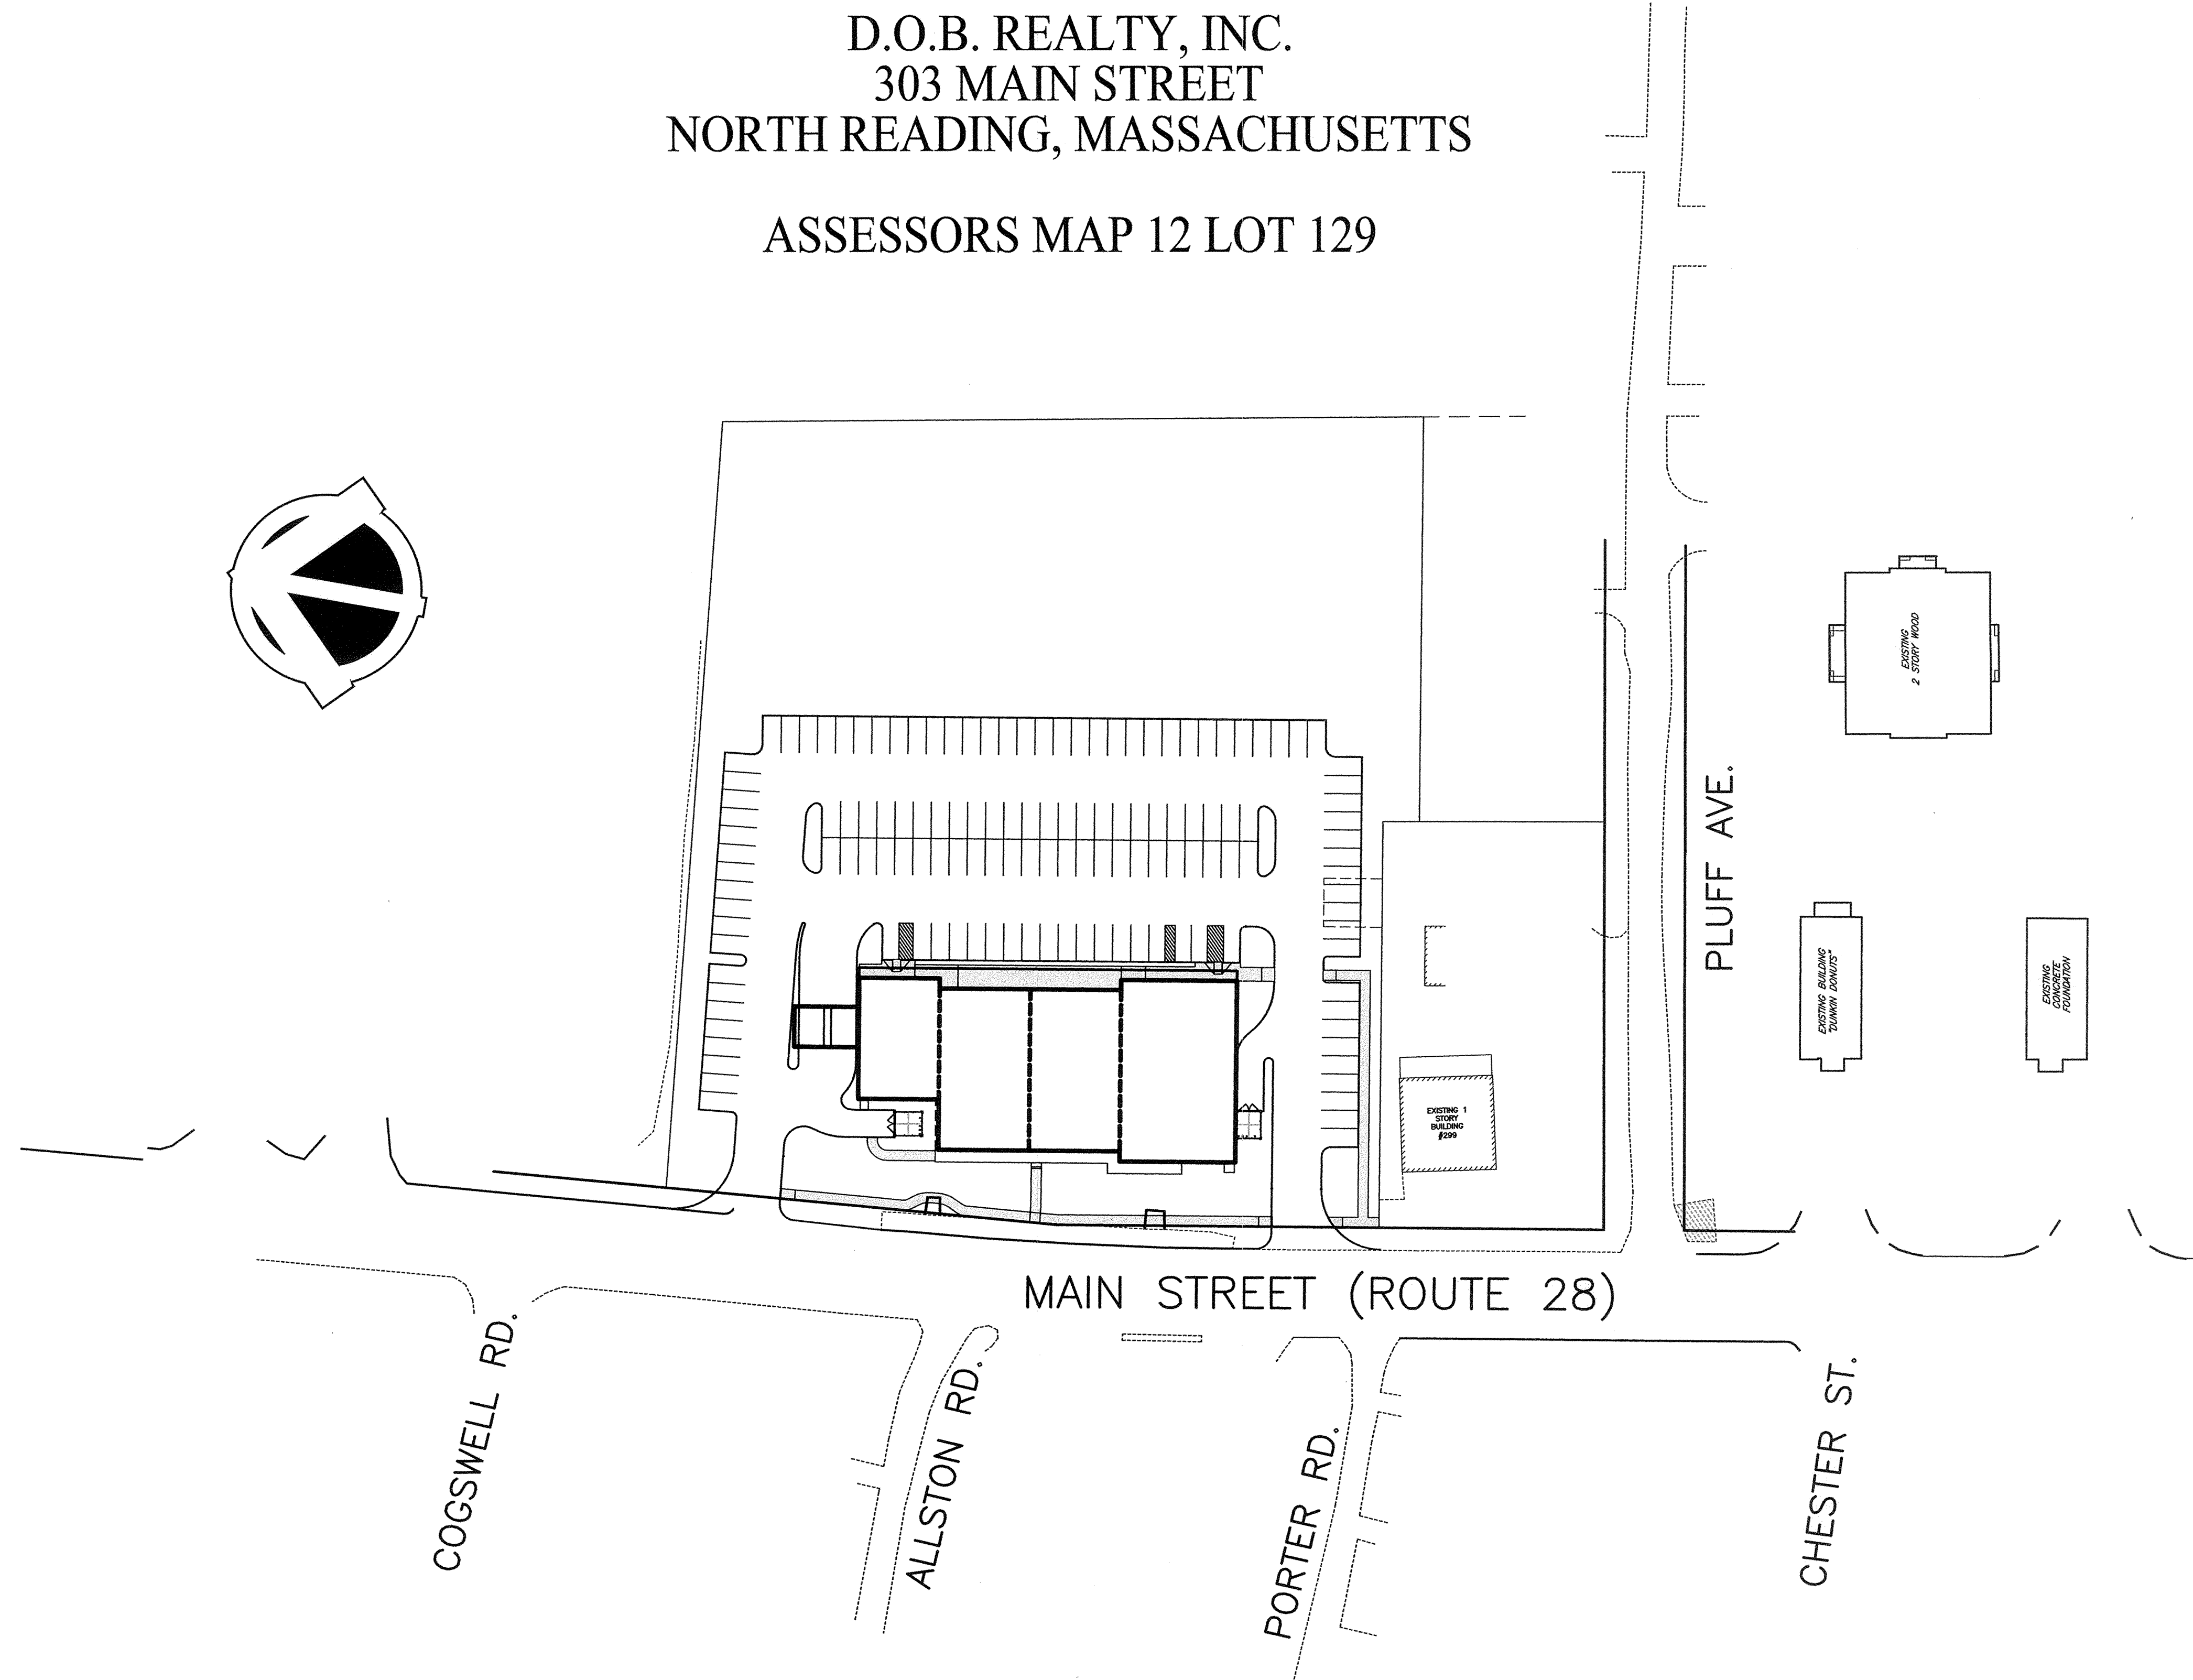 D.O.B. REALTY, INC.
303 MAIN STREET
NORTH READING, MASSACHUSETTS
ASSESSORS MAP 12 LOT 129
EXISTING
2 STORY WOOD
PLUFF AVE.
EXISTING BUILDING
"DUNKIN DONUTS"
EXISTING
CONCRETE
FOUNDATION
EXISTING 1
STORY
BUILDING
#299
MAIN STREET (ROUTE 28)
COGSWELL RD.
ALLSTON RD.
PORTER RD.
CHESTER ST.